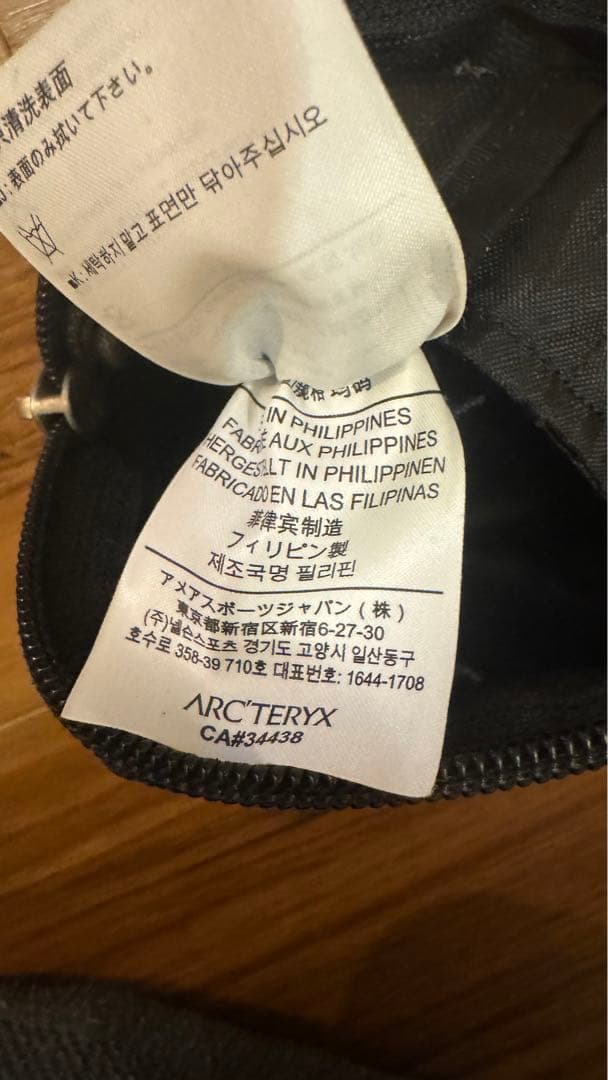 清洗表面
:表面のみ拭いて下さい。
세탁하지 말고 표면만 닦아주십시오
IN PHILIPPINES
AUX PHILIPPINES
IN PHILIPPINEN
EN LAS FILIPINAS
菲律宾制造
フィリピン製
제조국명 필리핀
アメアスポーツジャパン(株)
東京都新宿区新宿6-27-30
(주)넬슨스포츠 경기도 고양시 일산동구
호수로 358-39 710호 대표번호: 1644-1708
ARC'TERYX
CA#34438